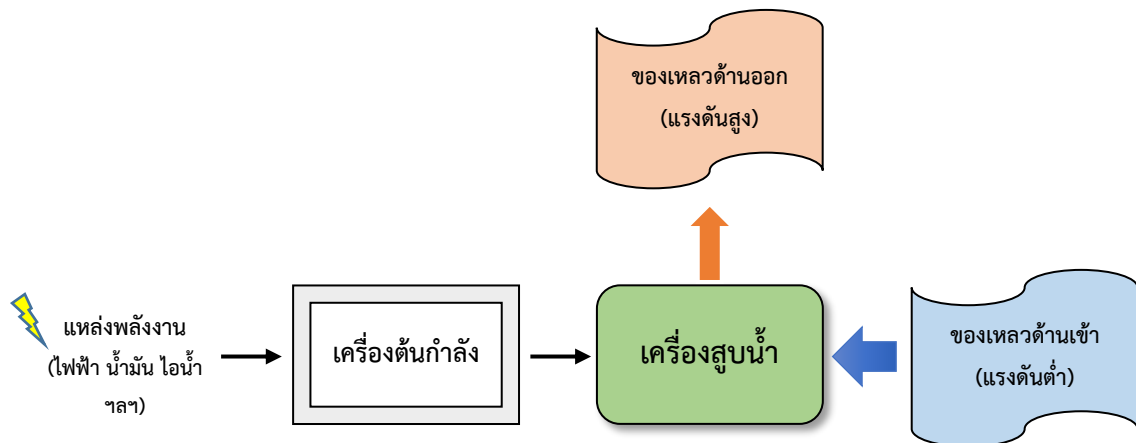 ของเหลวด้านออก
(แรงดันสูง)
แหล่งพลังงาน
(ไฟฟ้า น้ำมัน ไอน้ำ
ฯลฯ)
เครื่องต้นกำลัง
เครื่องสูบน้ำ
ของเหลวด้านเข้า
(แรงดันต่ำ)